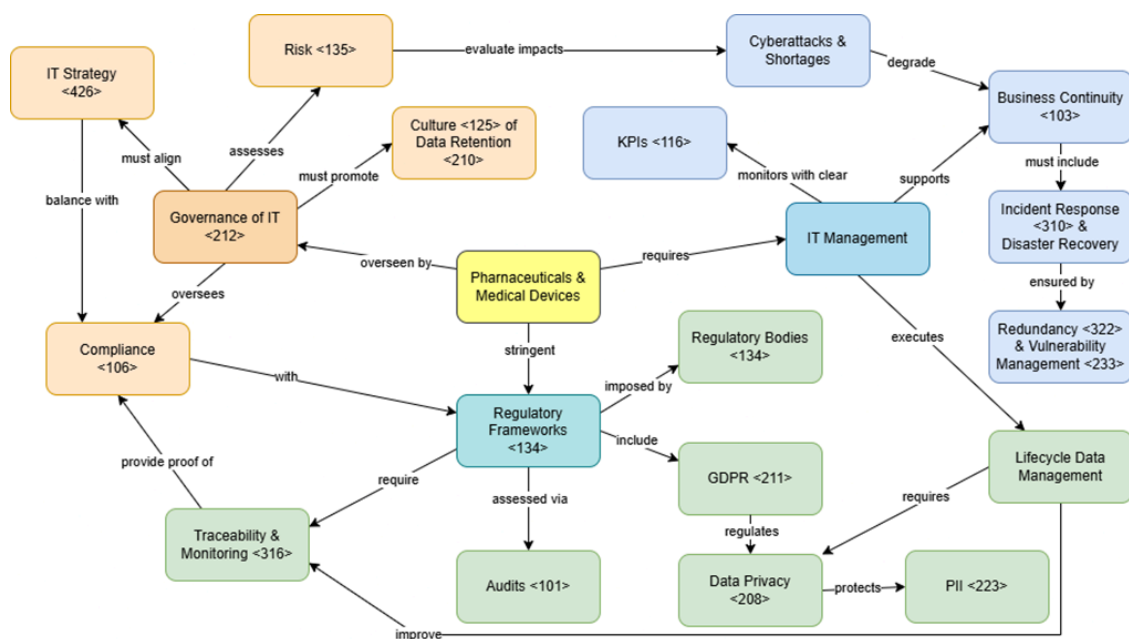 Risk <135>
evaluate impacts
Cyberattacks &
Shortages
IT Strategy
<426>
degrade
Business Continuity
<103>
Culture <125> of
Data Retention
<210>
KPIs <116>
must align
assesses
must promote
monitors with clear
supports
must include
balance with
Governance of IT
<212>
IT Management
Incident Response
<310> &
Disaster Recovery
overseen by
requires
Pharnaceuticals &
Medical Devices
oversees
ensured by
Compliance
<106>
stringent
Regulatory Bodies
<134>
executes
Redundancy <322>
& Vulnerability
Management <233>
with
imposed by
Regulatory
Frameworks
<134>
include
provide proof of
require
assessed via
GDPR <211>
Lifecycle Data
Management
requires
regulates
Traceability &
Monitoring <316>
Audits <101>
Data Privacy
<208>
protects
PII <223>
improve